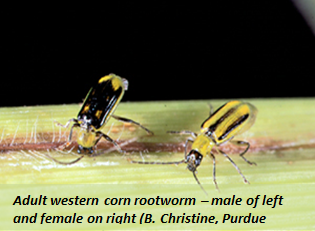 Adult western corn rootworm – male of left
and female on right (B. Christine, Purdue